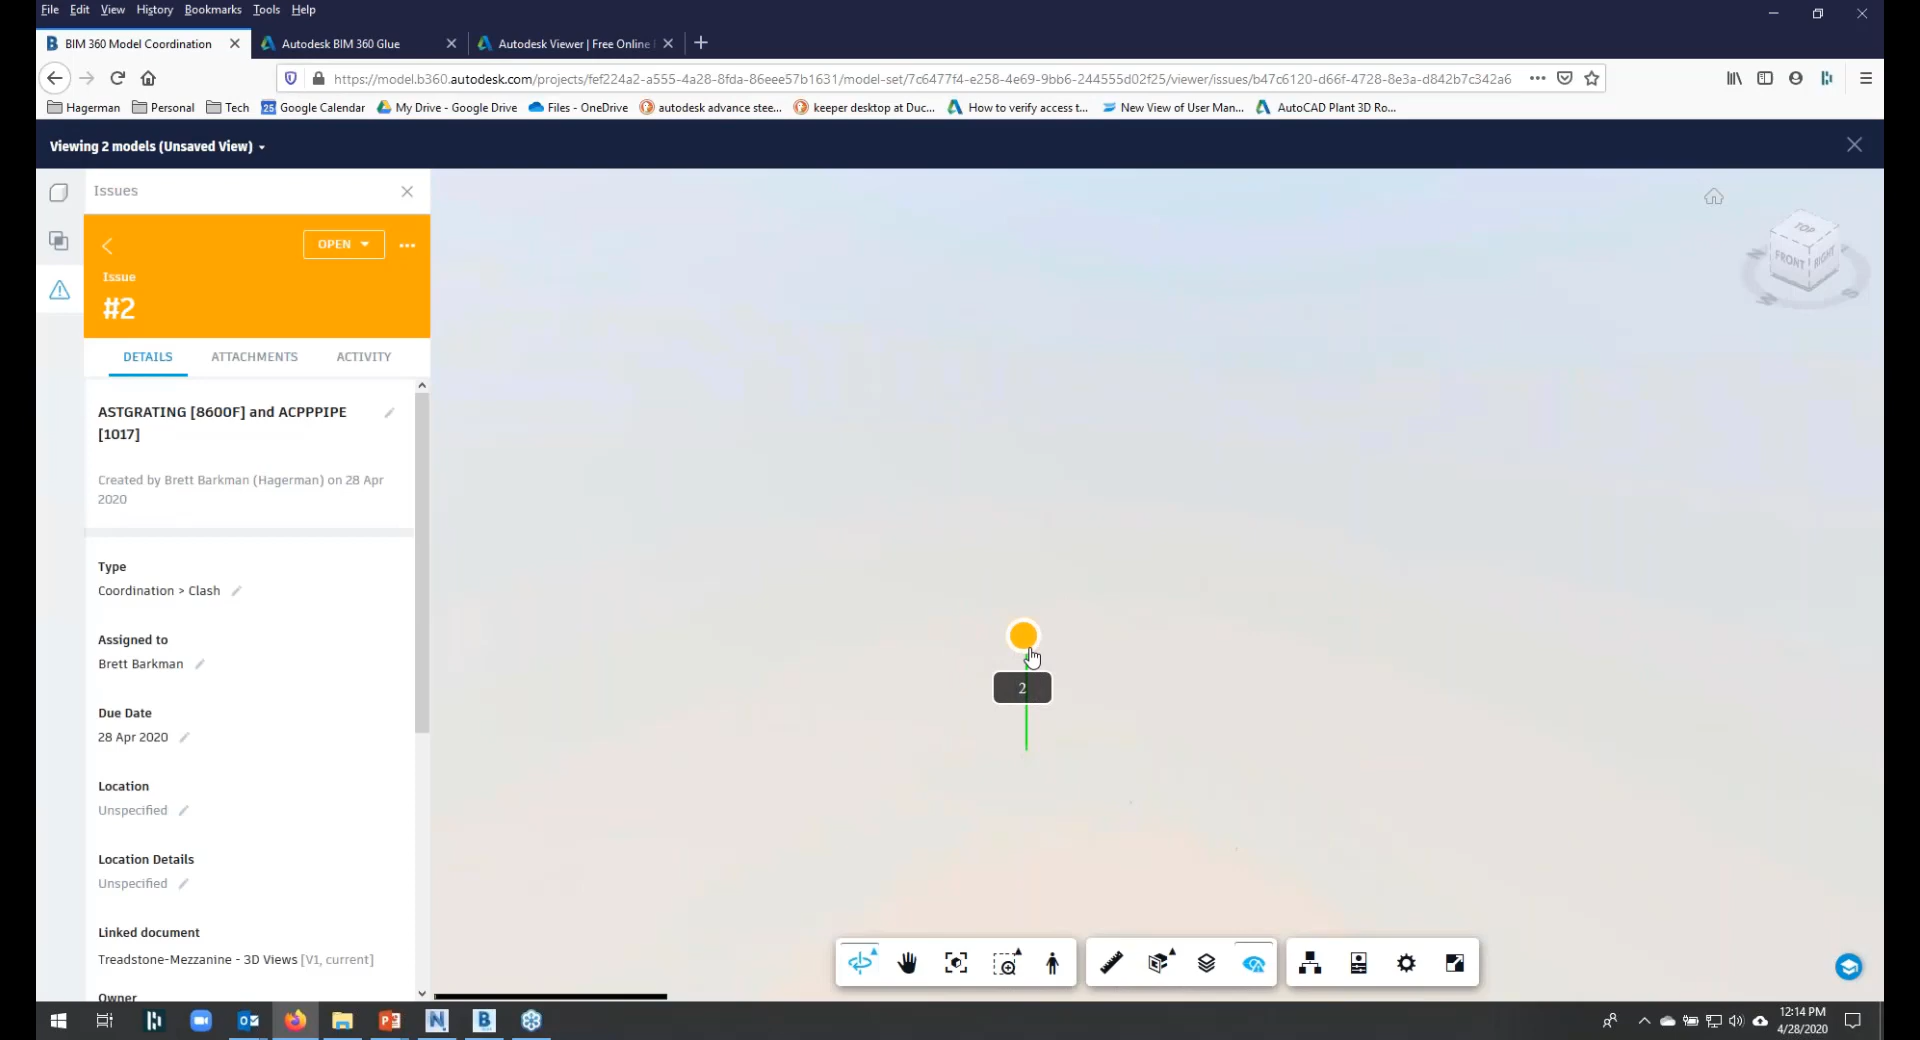 File Edit View History Bookmarks Tools Help
BIM 360 Model Coordination
Autodesk BIM 360 Glue
Autodesk Viewer | Free Online
https://model.b360.autodesk.com/projects/fef224a2-a555-4a28-8fda-86eee57b1631/model-set/7c6477f4-e258-4e69-9bb6-244555d02f25/viewer/issues/b47c6120-d66f-4728-8e3a-d842b7c342a6
Hagerman Personal Tech Google Calendar My Drive - Google Drive Files - OneDrive autodesk advance stee... keeper desktop at Duc... How to verify access t... New View of User Man... AutoCAD Plant 3D Ro...
Viewing 2 models (Unsaved View)
Issues
OPEN
Issue
#2
DETAILS ATTACHMENTS ACTIVITY
ASTGRATING [8600F] and ACPPPIPE
[1017]
Created by Brett Barkman (Hagerman) on 28 Apr
2020
Type
Coordination > Clash
Assigned to
Brett Barkman
Due Date
28 Apr 2020
Location
Unspecified
Location Details
Unspecified
Linked document
Treadstone-Mezzanine - 3D Views [V1, current]
Owner
TOP
FRONT RIGHT
2
12:14 PM
4/28/2020